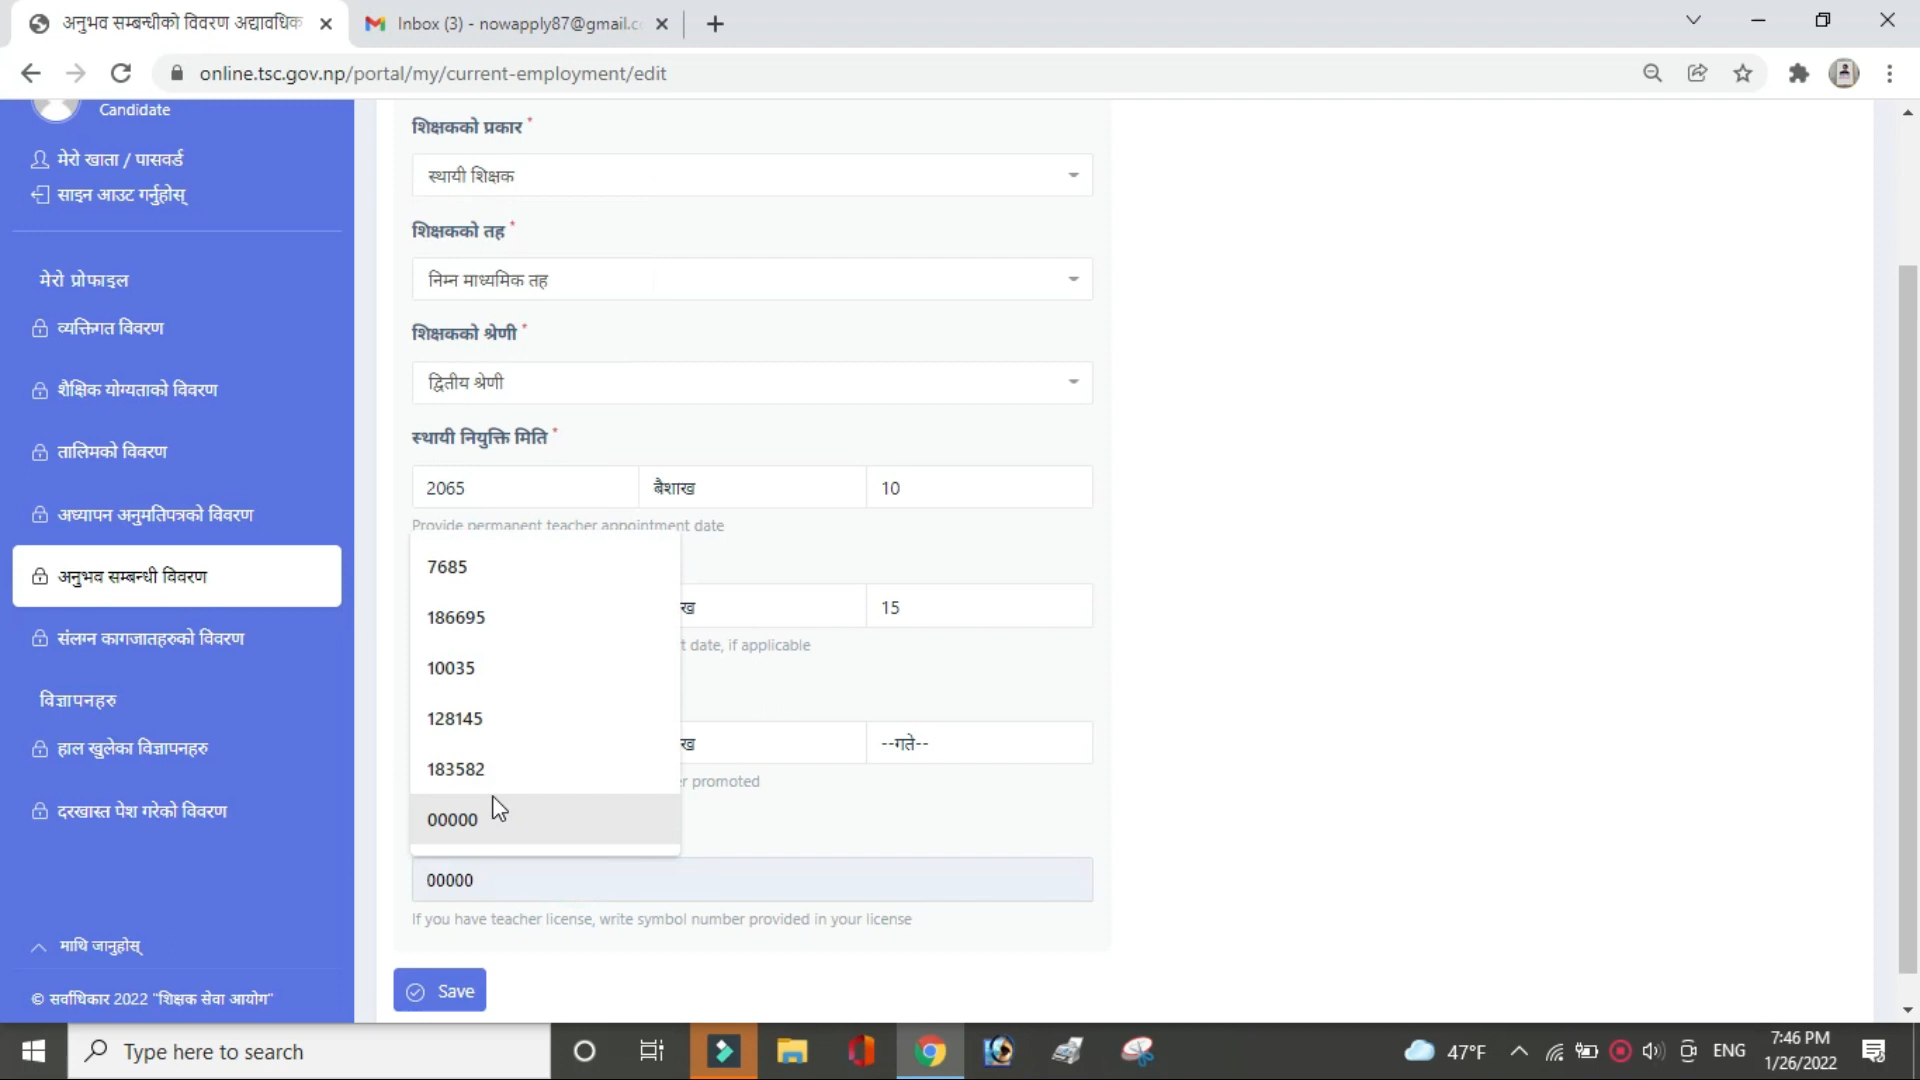 अनुभव सम्बन्धीको विवरण अद्यावधिक
Inbox (3) - nowapply87@gmail.c
online.tsc.gov.np/portal/my/current-employment/edit
Candidate
मेरो खाता / पासवर्ड
साइन आउट गर्नुहोस्
मेरो प्रोफाइल
व्यक्तिगत विवरण
शैक्षिक योग्यताको विवरण
तालिमको विवरण
अध्यापन अनुमतिपत्रको विवरण
अनुभव सम्बन्धी विवरण
संलग्न कागजातहरुको विवरण
विज्ञापनहरु
हाल खुलेका विज्ञापनहरु
दरखास्त पेश गरेको विवरण
माथि जानुहोस्
© सर्वाधिकार 2022 "शिक्षक सेवा आयोग"
शिक्षकको प्रकार *
स्थायी शिक्षक
शिक्षकको तह *
निम्न माध्यमिक तह
शिक्षकको श्रेणी *
द्वितीय श्रेणी
स्थायी नियुक्ति मिति *
2065 बैशाख 10
Provide permanent teacher appointment date
7685
186695
10035
128145
183582
00000
ख 15
t date, if applicable
ख --गते--
r promoted
00000
If you have teacher license, write symbol number provided in your license
Save
Type here to search
47°F
ENG
7:46 PM
1/26/2022